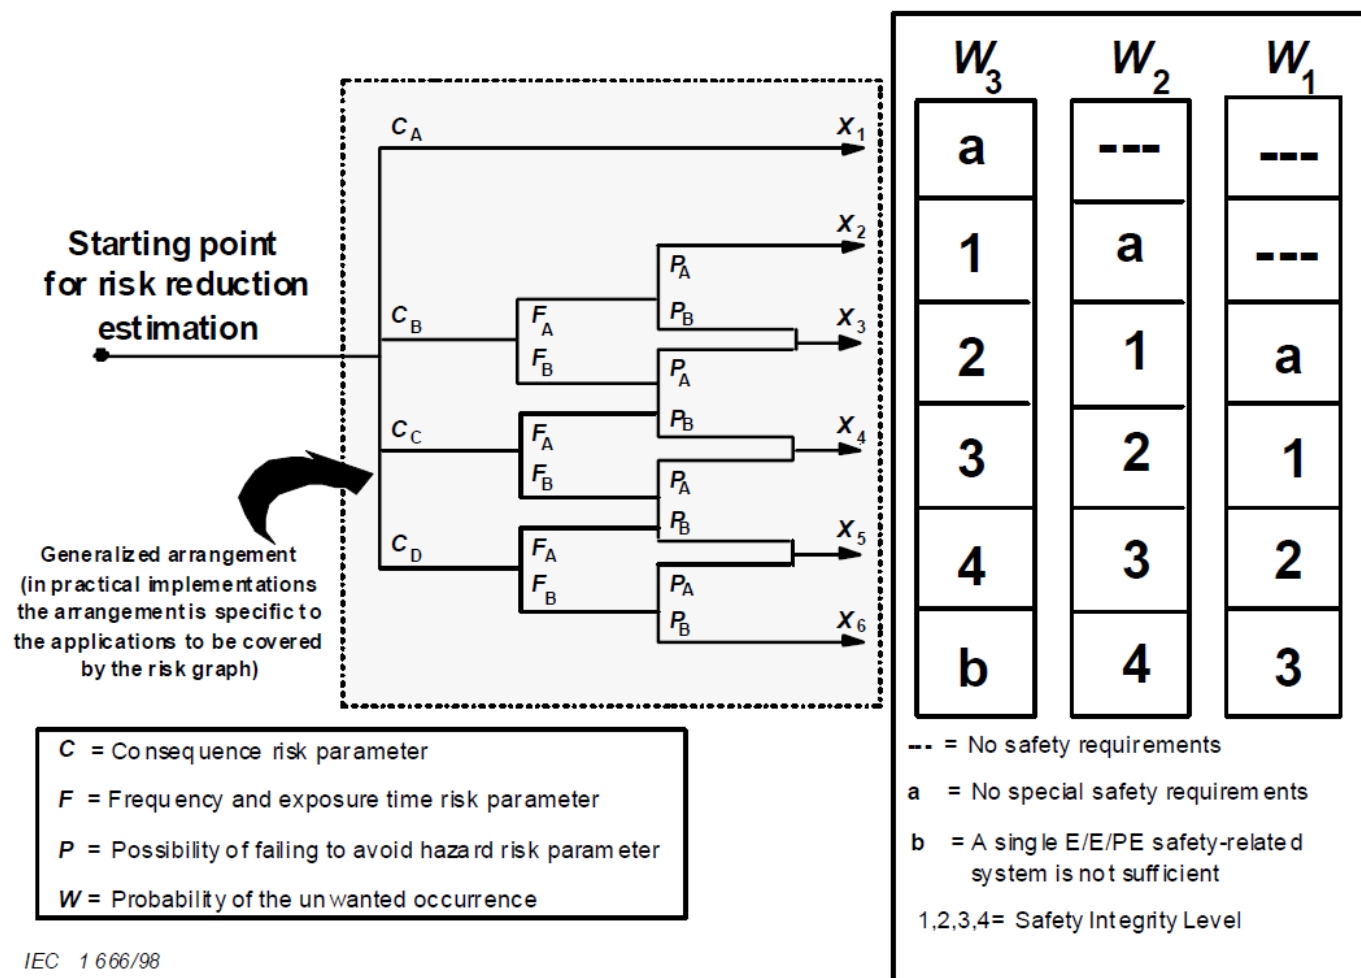 W3 W2 W1
CA X1
a --- ---
X2
Starting point
for risk reduction
estimation
PA
1 a ---
CB FA PB X3
FB PA
2 1 a
CC FA PB X4
FB PA
3 2 1
PB
CD FA X5
FB PA
4 3 2
PB X6
b 4 3
Generalized arrangement
(in practical implementations
the arrangement is specific to
the applications to be covered
by the risk graph)
C = Consequence risk parameter
F = Frequency and exposure time risk parameter
P = Possibility of failing to avoid hazard risk parameter
W = Probability of the unwanted occurrence
--- = No safety requirements
a = No special safety requirements
b = A single E/E/PE safety-related
system is not sufficient
1,2,3,4= Safety Integrity Level
IEC 1 666/98